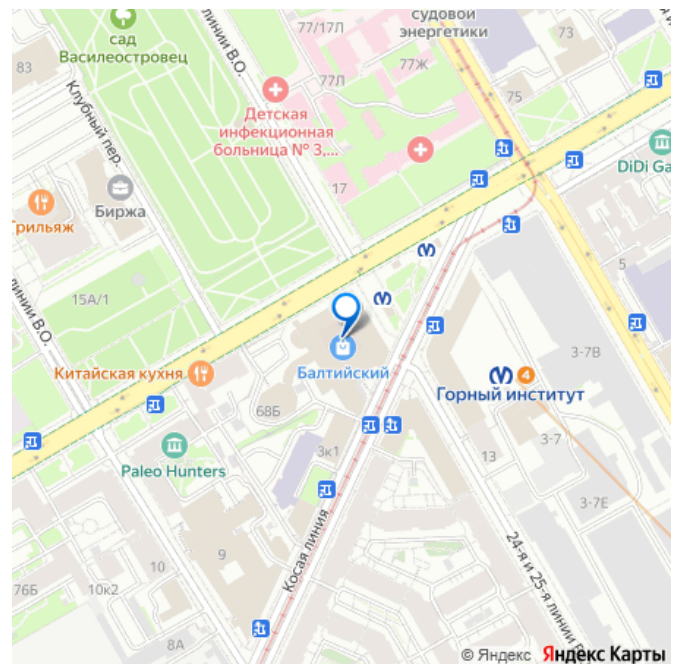 судовой
энергетики
сад
Василеостровец
77/17Л
77Л
77Ж
73
75
83
линии В.О.
Клубный пер.
Детская
инфекционная
больница № 3,...
17
DiDi Ga
Биржа
Грильяж
линии В.О.
15А/1
5
3-7В
Балтийский
Китайская кухня
4
Горный институт
68Б
Paleo Hunters
3к1
13
3-7
3-7Е
Косая линия
24-я и 25-я линии В
9
76Б
10к2
8А
© Яндекс Яндекс Карты